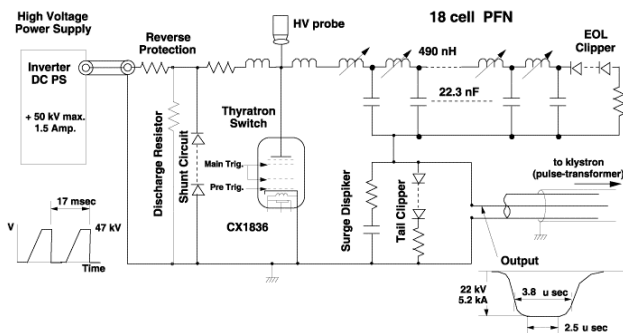 High Voltage
Power Supply
Inverter
DC PS
+ 50 kV max.
1.5 Amp.
Reverse
Protection
HV probe
18 cell PFN
490 nH
22.3 nF
EOL
Clipper
Discharge Resistor
Shunt Circuit
Thyratron
Switch
Main Trig.
Pre Trig.
CX1836
Surge Dispiker
Tail Clipper
to klystron
(pulse-transformer)
Output
17 msec
V
47 kV
Time
22 kV
5.2 kA
3.8 u sec
2.5 u sec